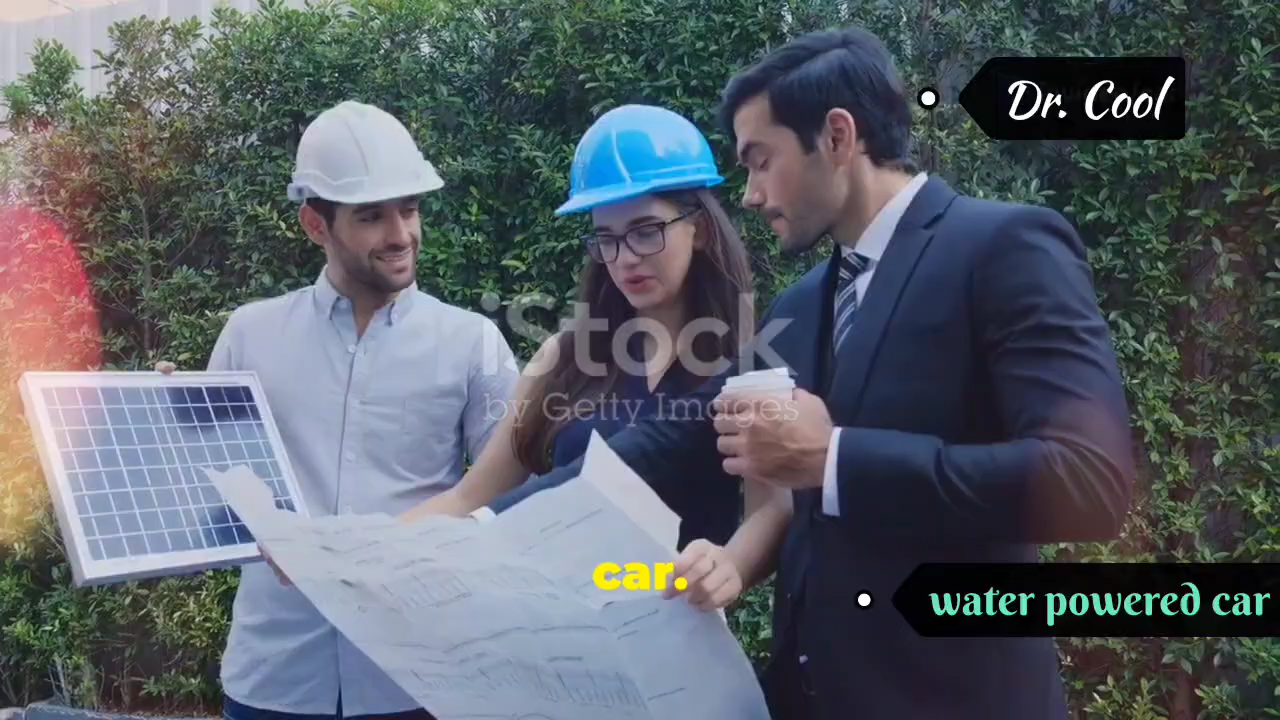 Dr. Cool
iStock
by Getty Images
car.
water powered car